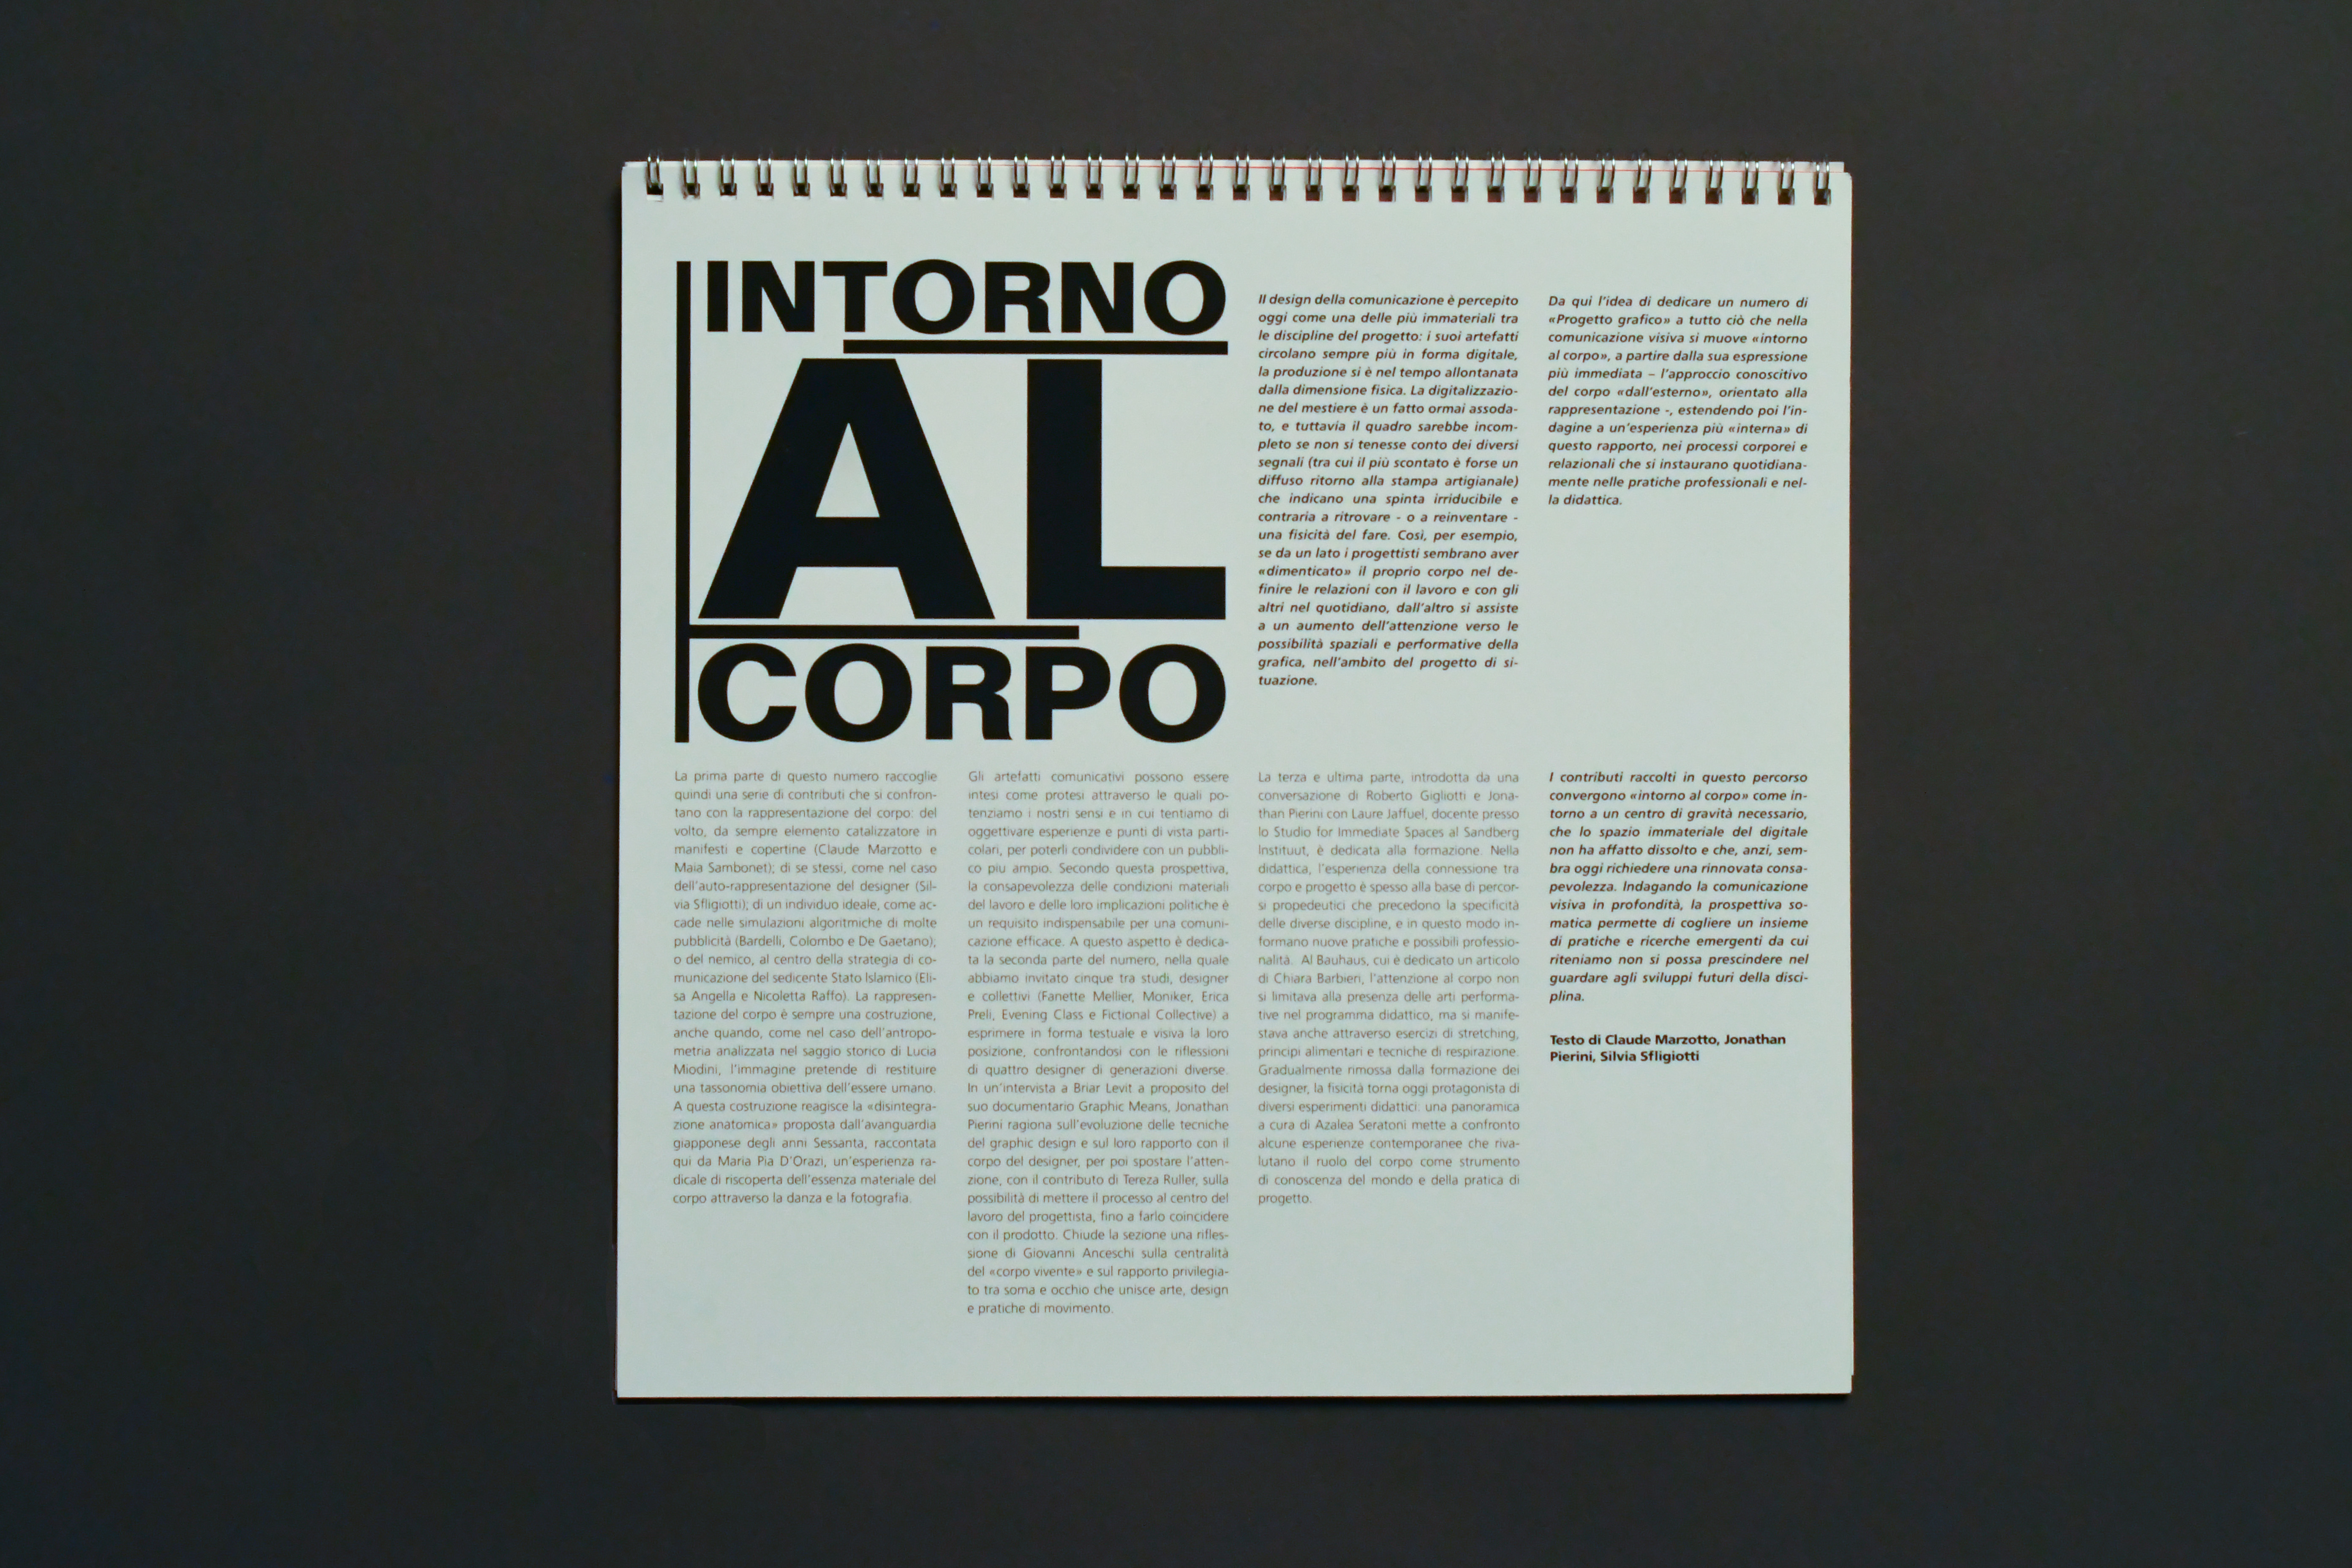 INTORNO
AL
CORPO
Il design della comunicazione è percepito
oggi come una delle più immateriali tra
le discipline del progetto: i suoi artefatti
circolano sempre più in forma digitale,
la produzione si è nel tempo allontanata
dalla dimensione fisica. La digitalizzazio-
ne del mestiere è un fatto ormai assoda-
to, e tuttavia il quadro sarebbe incom-
pleto se non si tenesse conto dei diversi
segnali (tra cui il più scontato è forse un
diffuso ritorno alla stampa artigianale)
che indicano una spinta irriducibile e
contraria a ritrovare - o a reinventare -
una fisicità del fare. Così, per esempio,
se da un lato i progettisti sembrano aver
«dimenticato» il proprio corpo nel de-
finire le relazioni con il lavoro e con gli
altri nel quotidiano, dall'altro si assiste
a un aumento dell'attenzione verso le
possibilità spaziali e performative della
grafica, nell'ambito del progetto di si-
tuazione.
Da qui l'idea di dedicare un numero di
«Progetto grafico» a tutto ciò che nella
comunicazione visiva si muove «intorno
al corpo», a partire dalla sua espressione
più immediata – l'approccio conoscitivo
del corpo «dall'esterno», orientato alla
rappresentazione -, estendendo poi l'in-
dagine a un'esperienza più «interna» di
questo rapporto, nei processi corporei e
relazionali che si instaurano quotidiana-
mente nelle pratiche professionali e nel-
la didattica.
La prima parte di questo numero raccoglie
quindi una serie di contributi che si confron-
tano con la rappresentazione del corpo: del
volto, da sempre elemento catalizzatore in
manifesti e copertine (Claude Marzotto e
Maia Sambonet); di se stessi, come nel caso
dell'auto-rappresentazione del designer (Sil-
via Sfligiotti); di un individuo ideale, come ac-
cade nelle simulazioni algoritmiche di molte
pubblicità (Bardelli, Colombo e De Gaetano);
o del nemico, al centro della strategia di co-
municazione del sedicente Stato Islamico (Eli-
sa Angella e Nicoletta Raffo). La rappresen-
tazione del corpo è sempre una costruzione,
anche quando, come nel caso dell'antropo-
metria analizzata nel saggio storico di Lucia
Miodini, l'immagine pretende di restituire
una tassonomia obiettiva dell'essere umano.
A questa costruzione reagisce la «disintegra-
zione anatomica» proposta dall'avanguardia
giapponese degli anni Sessanta, raccontata
qui da Maria Pia D'Orazi, un'esperienza ra-
dicale di riscoperta dell'essenza materiale del
corpo attraverso la danza e la fotografia.
Gli artefatti comunicativi possono essere
intesi come protesi attraverso le quali po-
tenziamo i nostri sensi e in cui tentiamo di
oggettivare esperienze e punti di vista parti-
colari, per poterli condividere con un pubbli-
co più ampio. Secondo questa prospettiva,
la consapevolezza delle condizioni materiali
del lavoro e delle loro implicazioni politiche è
un requisito indispensabile per una comuni-
cazione efficace. A questo aspetto è dedica-
ta la seconda parte del numero, nella quale
abbiamo invitato cinque tra studi, designer
e collettivi (Fanette Mellier, Moniker, Erica
Preli, Evening Class e Fictional Collective) a
esprimere in forma testuale e visiva la loro
posizione, confrontandosi con le riflessioni
di quattro designer di generazioni diverse.
In un'intervista a Briar Levit a proposito del
suo documentario Graphic Means, Jonathan
Pierini ragiona sull'evoluzione delle tecniche
del graphic design e sul loro rapporto con il
corpo del designer, per poi spostare l'atten-
zione, con il contributo di Tereza Ruller, sulla
possibilità di mettere il processo al centro del
lavoro del progettista, fino a farlo coincidere
con il prodotto. Chiude la sezione una rifles-
sione di Giovanni Anceschi sulla centralità
del «corpo vivente» e sul rapporto privilegia-
to tra soma e occhio che unisce arte, design
e pratiche di movimento.
La terza e ultima parte, introdotta da una
conversazione di Roberto Gigliotti e Jona-
than Pierini con Laure Jaffuel, docente presso
lo Studio for Immediate Spaces al Sandberg
Instituut, è dedicata alla formazione. Nella
didattica, l'esperienza della connessione tra
corpo e progetto è spesso alla base di percor-
si propedeutici che precedono la specificità
delle diverse discipline, e in questo modo in-
formano nuove pratiche e possibili professio-
nalità. Al Bauhaus, cui è dedicato un articolo
di Chiara Barbieri, l'attenzione al corpo non
si limitava alla presenza delle arti performa-
tive nel programma didattico, ma si manife-
stava anche attraverso esercizi di stretching,
principi alimentari e tecniche di respirazione.
Gradualmente rimossa dalla formazione dei
designer, la fisicità torna oggi protagonista di
diversi esperimenti didattici: una panoramica
a cura di Azalea Seratoni mette a confronto
alcune esperienze contemporanee che riva-
lutano il ruolo del corpo come strumento
di conoscenza del mondo e della pratica di
progetto.
I contributi raccolti in questo percorso
convergono «intorno al corpo» come in-
torno a un centro di gravità necessario,
che lo spazio immateriale del digitale
non ha affatto dissolto e che, anzi, sem-
bra oggi richiedere una rinnovata consa-
pevolezza. Indagando la comunicazione
visiva in profondità, la prospettiva so-
matica permette di cogliere un insieme
di pratiche e ricerche emergenti da cui
riteniamo non si possa prescindere nel
guardare agli sviluppi futuri della disci-
plina.
Testo di Claude Marzotto, Jonathan
Pierini, Silvia Sfligiotti